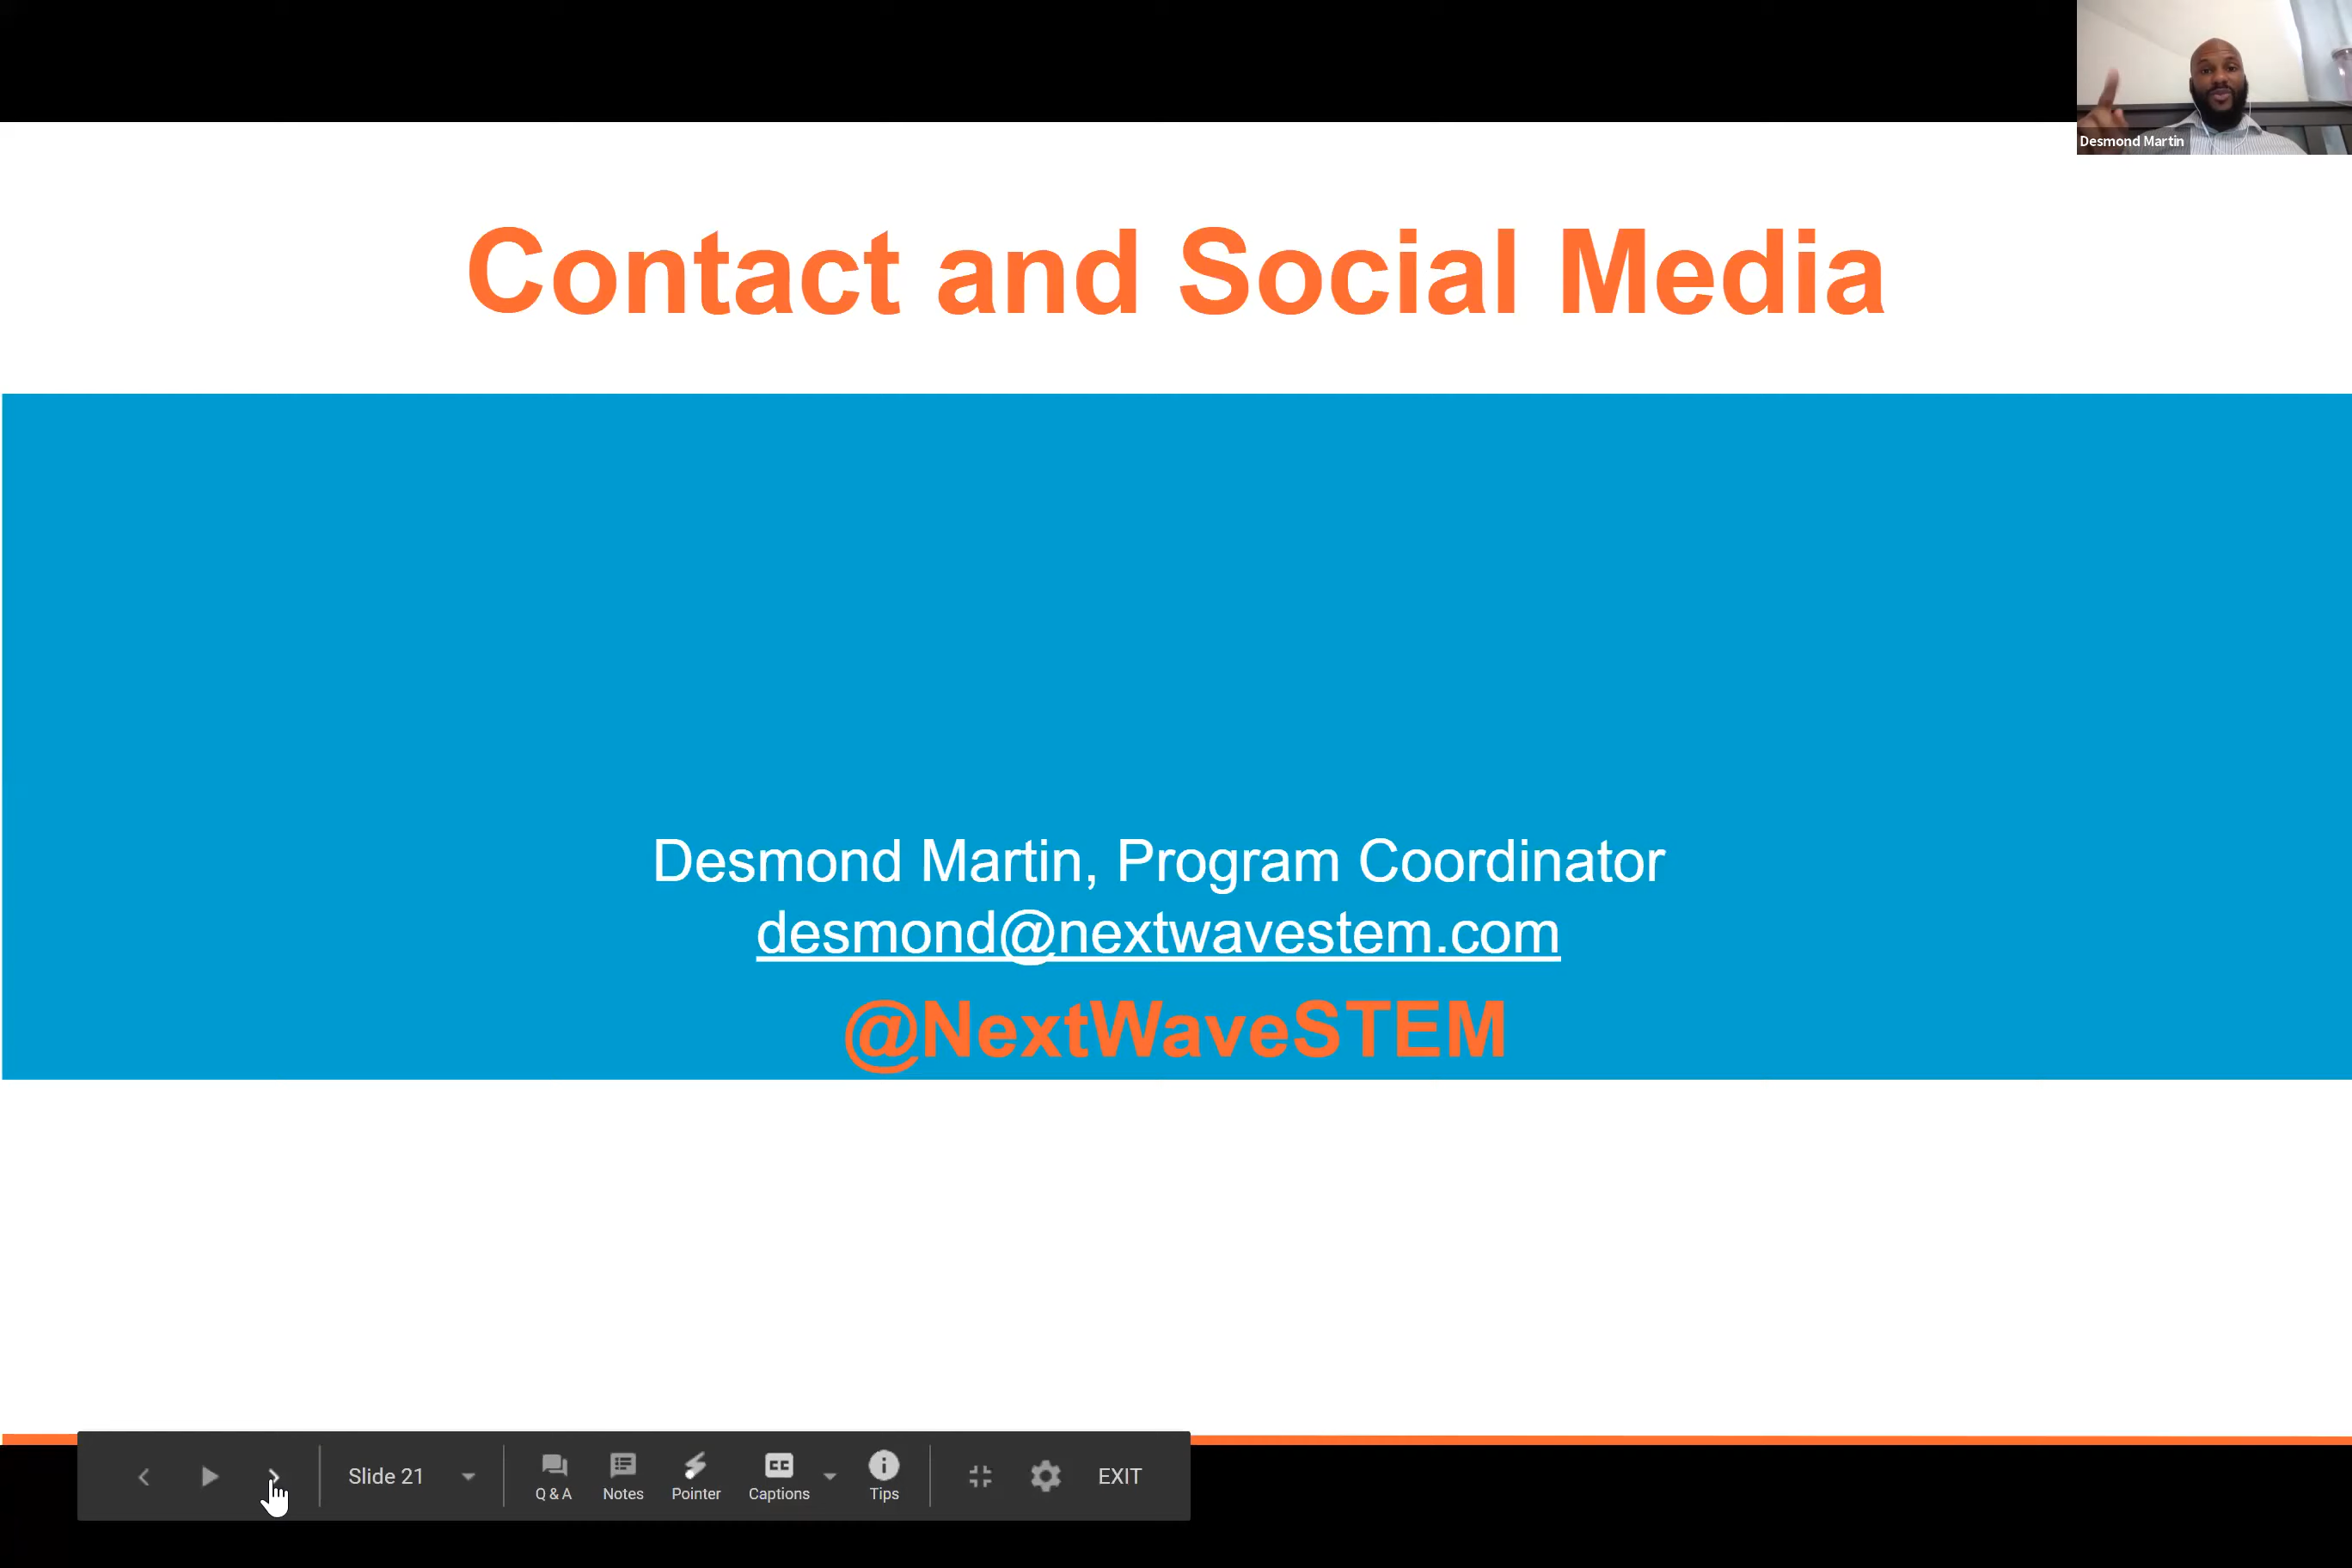 Desmond Martin
Contact and Social Media
Desmond Martin, Program Coordinator
desmond@nextwavestem.com
@NextWaveSTEM
Slide 21
Q & A
Notes
CC
Pointer
Captions
Tips
EXIT